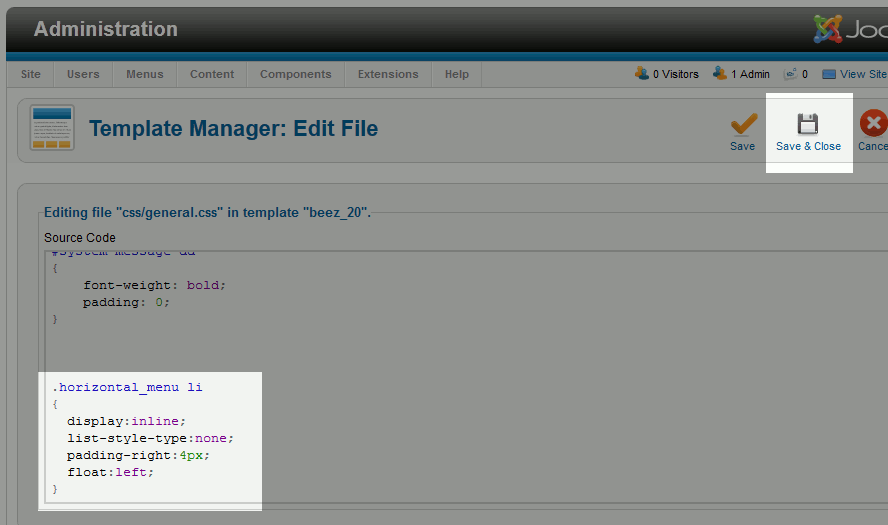 Administration
Joo
Site Users Menus Content Components Extensions Help 0 Visitors 1 Admin 0 View Site
Template Manager: Edit File
Save Save & Close Cance
Editing file "css/general.css" in template "beez_20".
Source Code
#system-message dd
{
font-weight: bold;
padding: 0;
}
.horizontal_menu li
{
display:inline;
list-style-type:none;
padding-right:4px;
float:left;
}